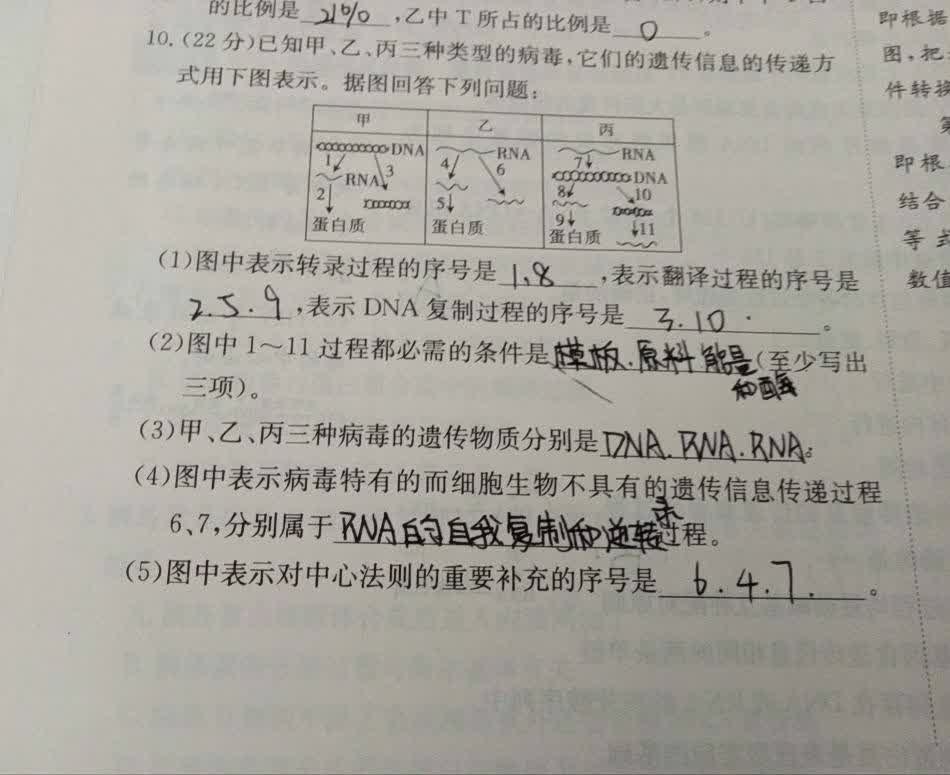 的比例是 21% ,乙中 T 所占的比例是 0 。
10. (22 分)已知甲、乙、丙三种类型的病毒,它们的遗传信息的传递方
式用下图表示。据图回答下列问题:
甲 乙 丙
DNA RNA RNA
1 3 4 6 7
RNA DNA
2 5 8 10
9 11
蛋白质 蛋白质 蛋白质
(1)图中表示转录过程的序号是 1,8 ,表示翻译过程的序号是
2.5.9 ,表示 DNA 复制过程的序号是 3.10 。
(2)图中 1~11 过程都必需的条件是模板.原料 能量(至少写出
和酶
三项)。
(3)甲、乙、丙三种病毒的遗传物质分别是DNA.RNA.RNA。
(4)图中表示病毒特有的而细胞生物不具有的遗传信息传递过程
6、7,分别属于 RNA的自我复制和逆转录过程。
(5)图中表示对中心法则的重要补充的序号是 6.4.7. 。
即根据
图,把
件转换
即根
结合
等式
数值